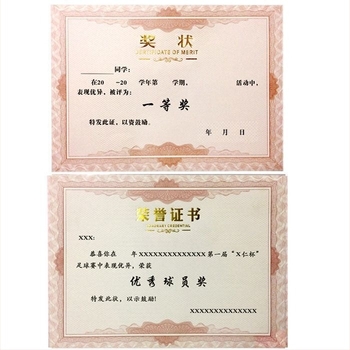 奖 状
CERTIFICATE OF MERIT
同学：
在20 -20 学年第 学期， 活动中，
表现优异，被评为：
一 等 奖
特发此证，以资鼓励。
年 月 日
荣誉证书
XXX:
恭喜你在 年XXXXXXXXXXXXXXX第一届“X仁杯”
足球赛中表现优异，荣获
优 秀 球 员 奖
特发此状，以示鼓励！
XXXXXXXXXXXXXX